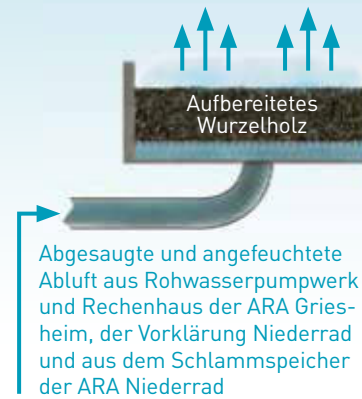 Aufbereitetes
Wurzelholz
Abgesaugte und angefeuchtete
Abluft aus Rohwasserpumpwerk
und Rechenhaus der ARA Gries-
heim, der Vorklärung Niederrad
und aus dem Schlammspeicher
der ARA Niederrad